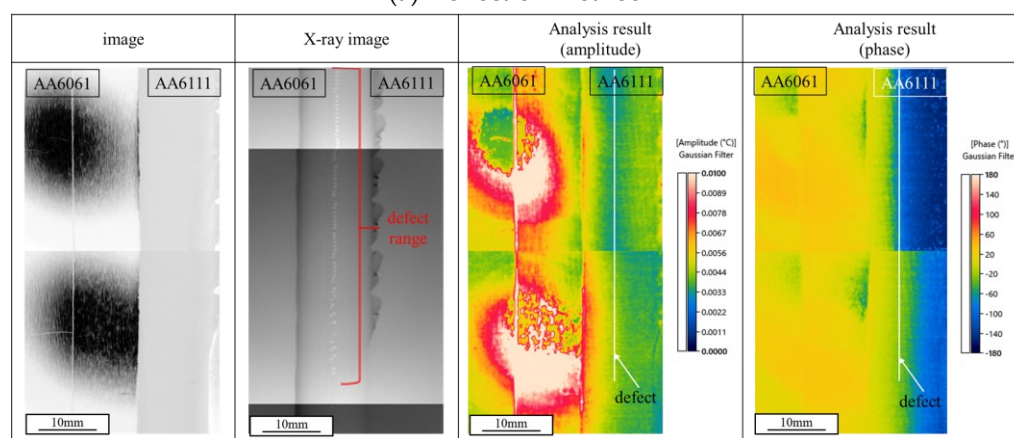 image
X-ray image
Analysis result
(amplitude)
Analysis result
(phase)
AA6061
AA6111
AA6061
AA6111
AA6061
AA6111
AA6061
AA6111
defect
range
[Amplitude (°C)]
Gaussian Filter
0.0100
0.0089
0.0078
0.0067
0.0056
0.0044
0.0033
0.0022
0.0011
0.0000
[Phase (°)]
Gaussian Filter
180
140
100
60
20
-20
-60
-100
-140
-180
defect
defect
10mm
10mm
10mm
10mm